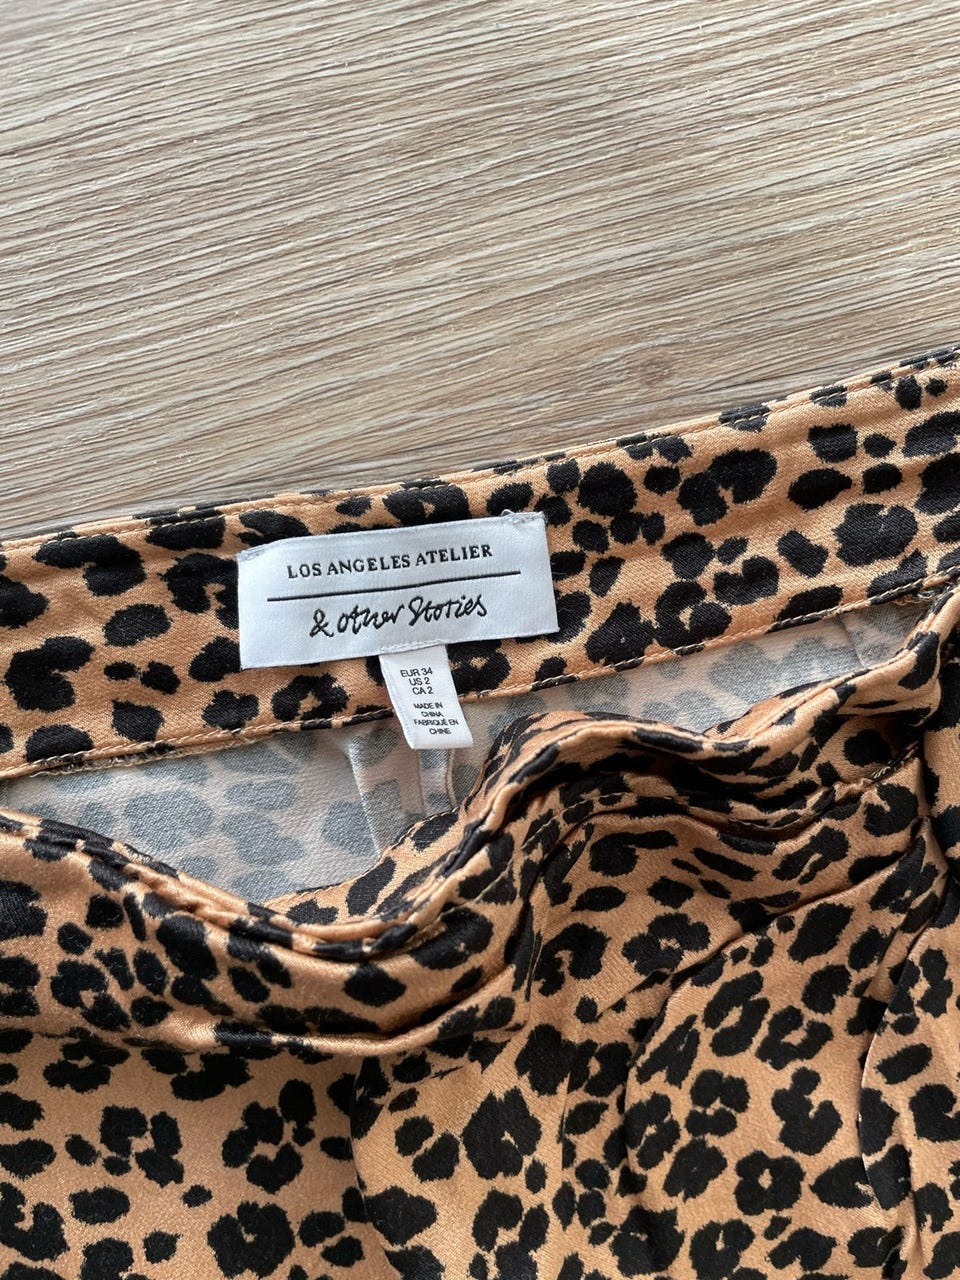 LOS ANGELES ATELIER
& other Stories
EUR 34
US 2
CA 2
MADE IN
CHINA
FABRIQUÉ EN
CHINE